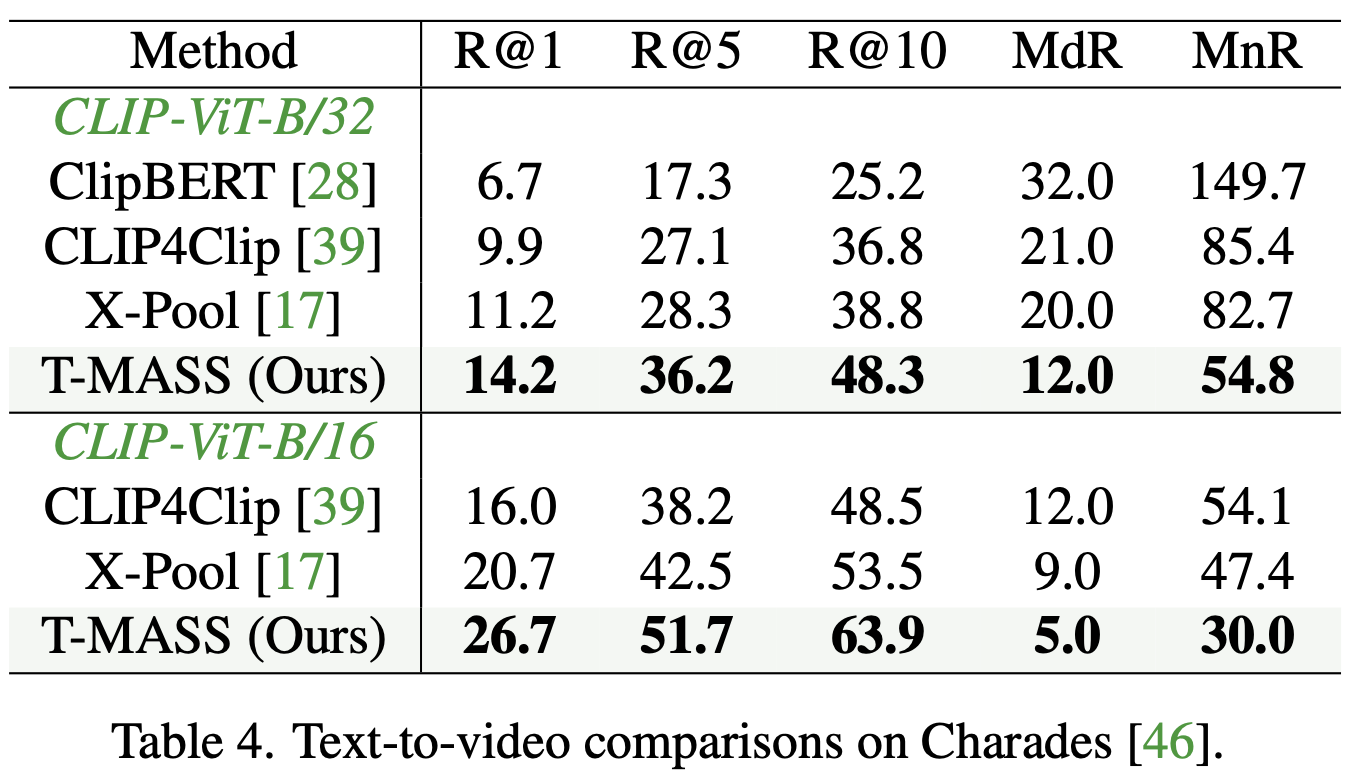 Method R@1 R@5 R@10 MdR MnR
CLIP-ViT-B/32
ClipBERT [28] 6.7 17.3 25.2 32.0 149.7
CLIP4Clip [39] 9.9 27.1 36.8 21.0 85.4
X-Pool [17] 11.2 28.3 38.8 20.0 82.7
T-MASS (Ours) 14.2 36.2 48.3 12.0 54.8
CLIP-ViT-B/16
CLIP4Clip [39] 16.0 38.2 48.5 12.0 54.1
X-Pool [17] 20.7 42.5 53.5 9.0 47.4
T-MASS (Ours) 26.7 51.7 63.9 5.0 30.0
Table 4. Text-to-video comparisons on Charades [46].